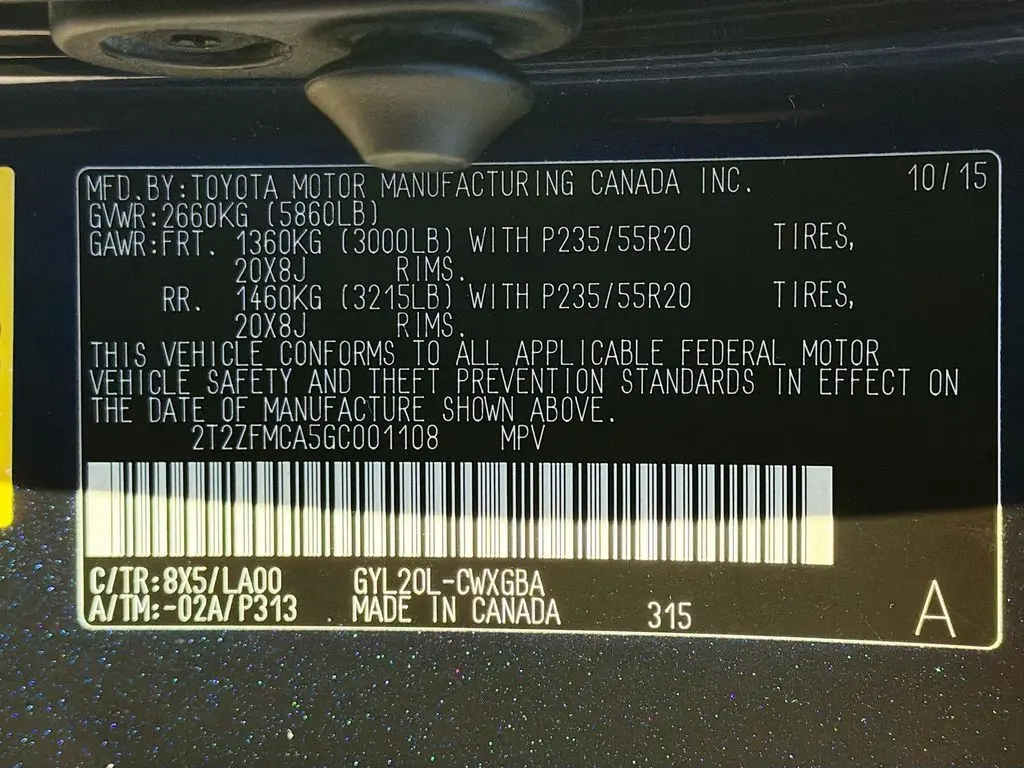 MFD.BY:TOYOTA MOTOR MANUFACTURING CANADA INC. 10/15
GVWR:2660KG (5860LB)
GAWR:FRT. 1360KG (3000LB) WITH P235/55R20 TIRES,
20X8J RIMS.
RR. 1460KG (3215LB) WITH P235/55R20 TIRES,
20X8J RIMS.
THIS VEHICLE CONFORMS TO ALL APPLICABLE FEDERAL MOTOR
VEHICLE SAFETY AND THEFT PREVENTION STANDARDS IN EFFECT ON
THE DATE OF MANUFACTURE SHOWN ABOVE.
2T2ZFMCA5GC001108 MPV
C/TR:8X5/LA00 GYL20L-CWXGBA
A/TM:-02A/P313 MADE IN CANADA 315 A